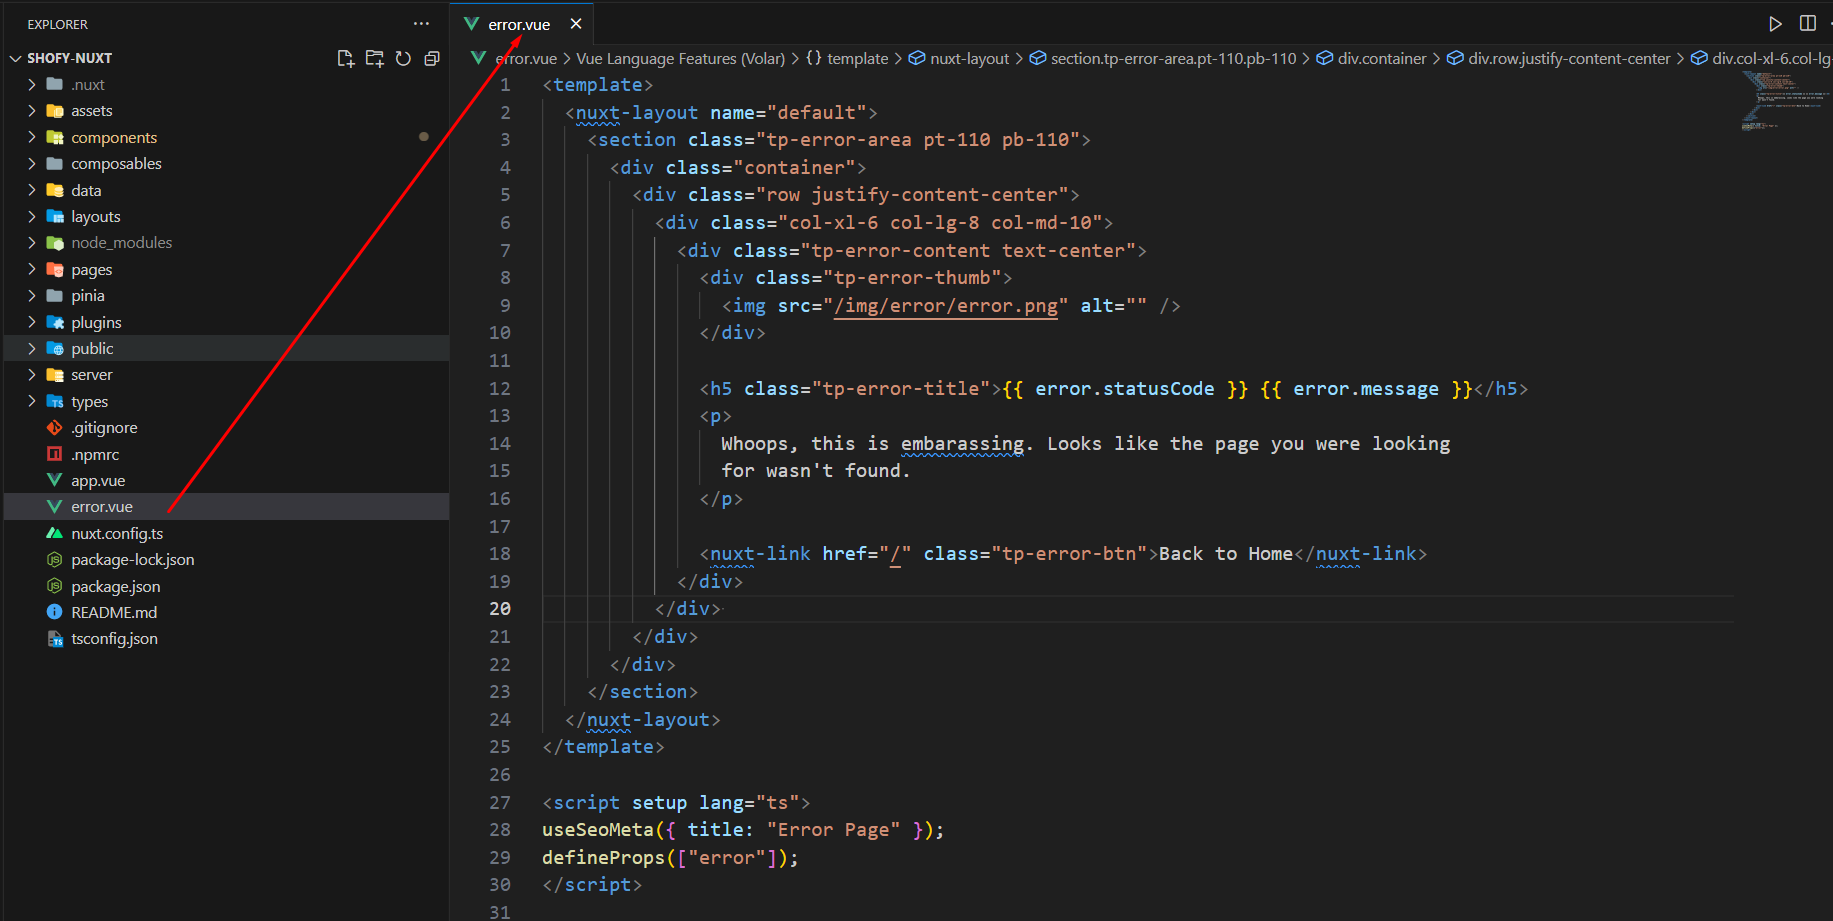 EXPLORER
SHOFY-NUXT
.nuxt
assets
components
composables
data
layouts
node_modules
pages
pinia
plugins
public
server
types
.gitignore
.npmrc
app.vue
error.vue
nuxt.config.ts
package-lock.json
package.json
README.md
tsconfig.json
error.vue
error.vue > Vue Language Features (Volar) > {} template > nuxt-layout > section.tp-error-area.pt-110.pb-110 > div.container > div.row.justify-content-center > div.col-xl-6.col-lg-
1 <template>
2 <nuxt-layout name="default">
3 <section class="tp-error-area pt-110 pb-110">
4 <div class="container">
5 <div class="row justify-content-center">
6 <div class="col-xl-6 col-lg-8 col-md-10">
7 <div class="tp-error-content text-center">
8 <div class="tp-error-thumb">
9 <img src="/img/error/error.png" alt="" />
10 </div>
11
12 <h5 class="tp-error-title">{{ error.statusCode }} {{ error.message }}</h5>
13 <p>
14 Whoops, this is embarassing. Looks like the page you were looking
15 for wasn't found.
16 </p>
17
18 <nuxt-link href="/" class="tp-error-btn">Back to Home</nuxt-link>
19 </div>
20 </div>
21 </div>
22 </div>
23 </section>
24 </nuxt-layout>
25 </template>
26
27 <script setup lang="ts">
28 useSeoMeta({ title: "Error Page" });
29 defineProps(["error"]);
30 </script>
31